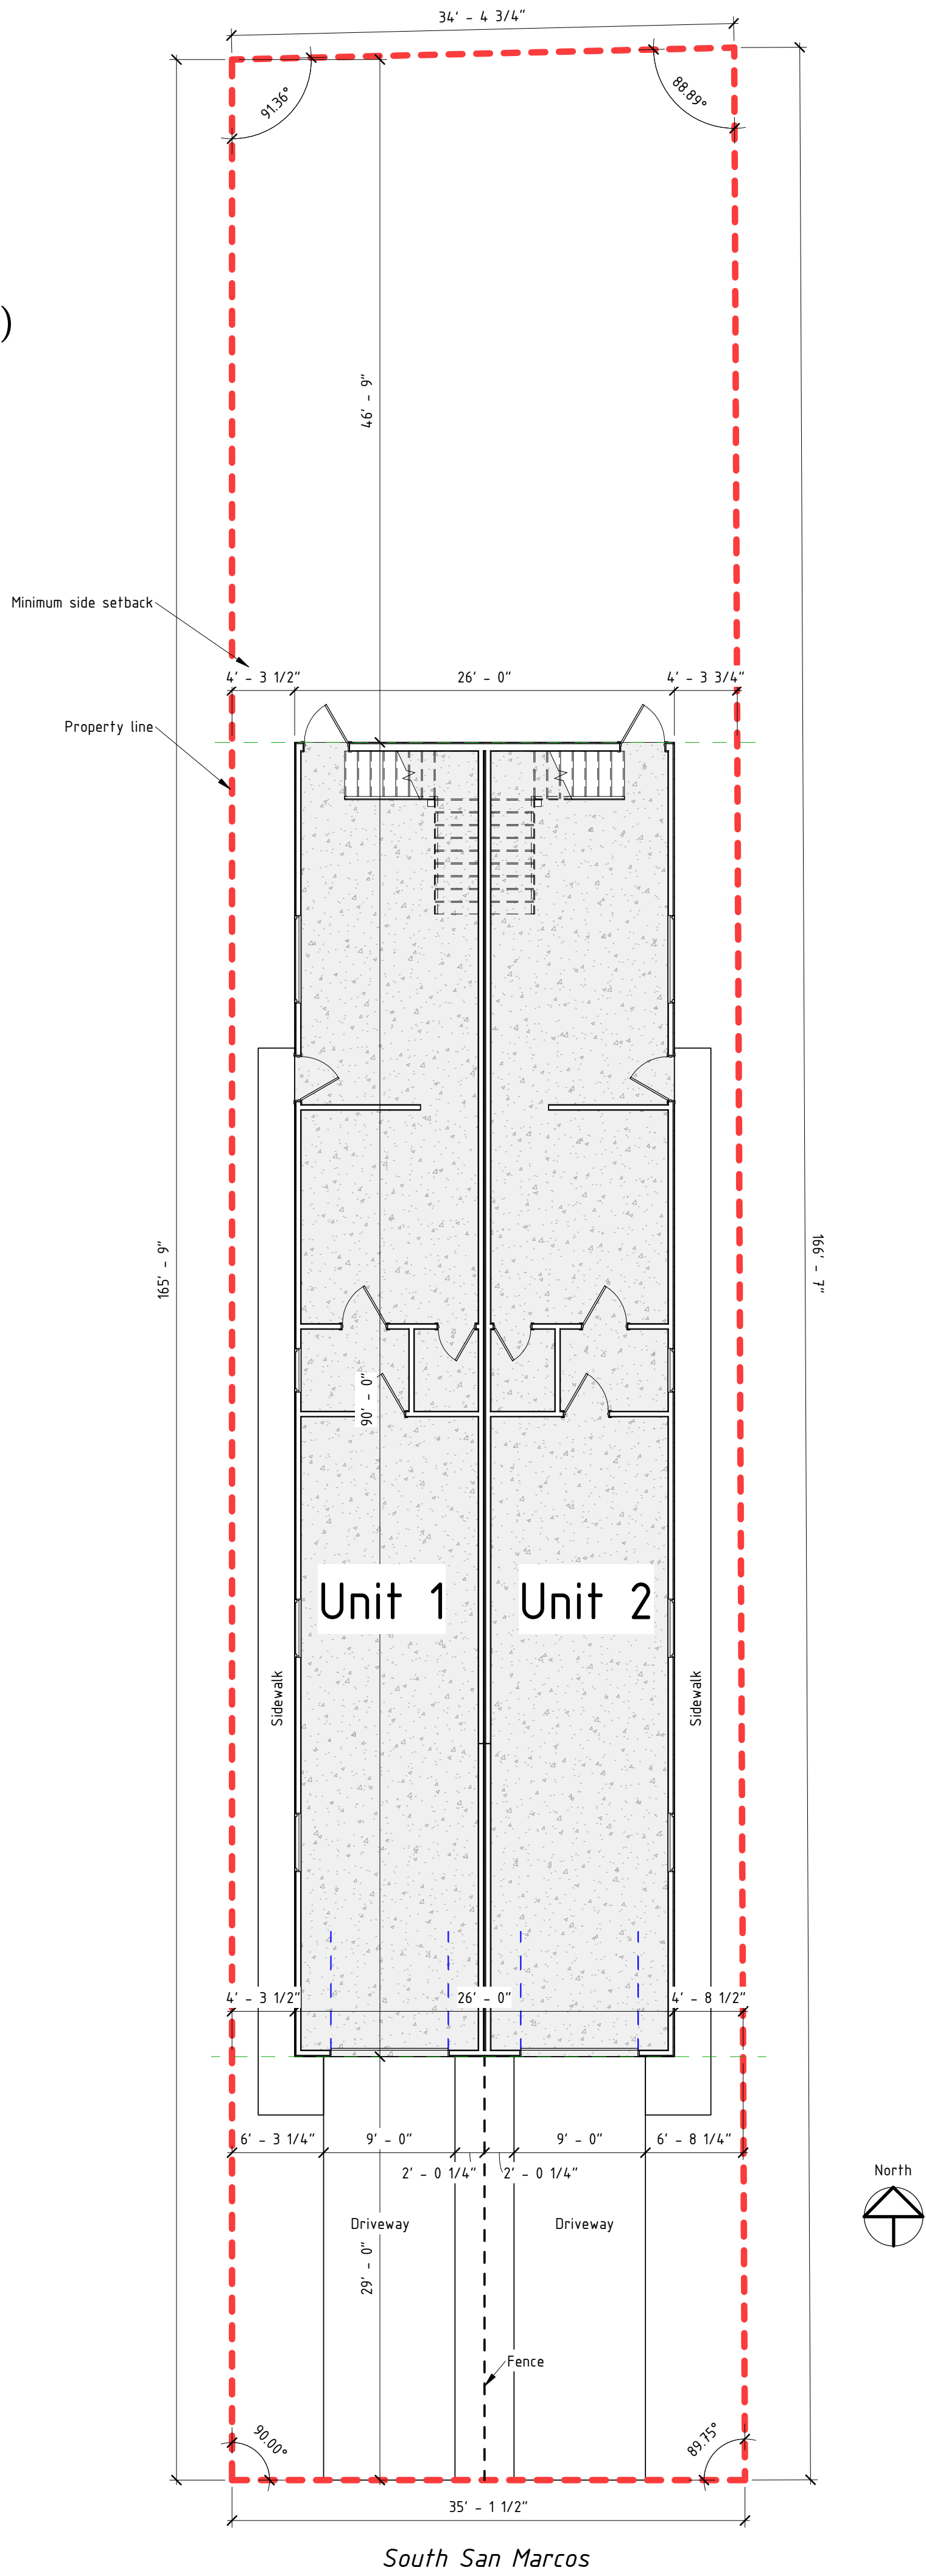 34' - 4 3/4"
91.36°
88.89°
)
46' - 9"
Minimum side setback
4' - 3 1/2"
26' - 0"
4' - 3 3/4"
Property line
165' - 9"
166' - 7"
90' - 0"
Unit 1
Unit 2
Sidewalk
Sidewalk
4' - 3 1/2"
26' - 0"
4' - 8 1/2"
6' - 3 1/4"
9' - 0"
9' - 0"
6' - 8 1/4"
2' - 0 1/4"
2' - 0 1/4"
North
Driveway
Driveway
29' - 0"
Fence
90.00°
89.75°
35' - 1 1/2"
South San Marcos